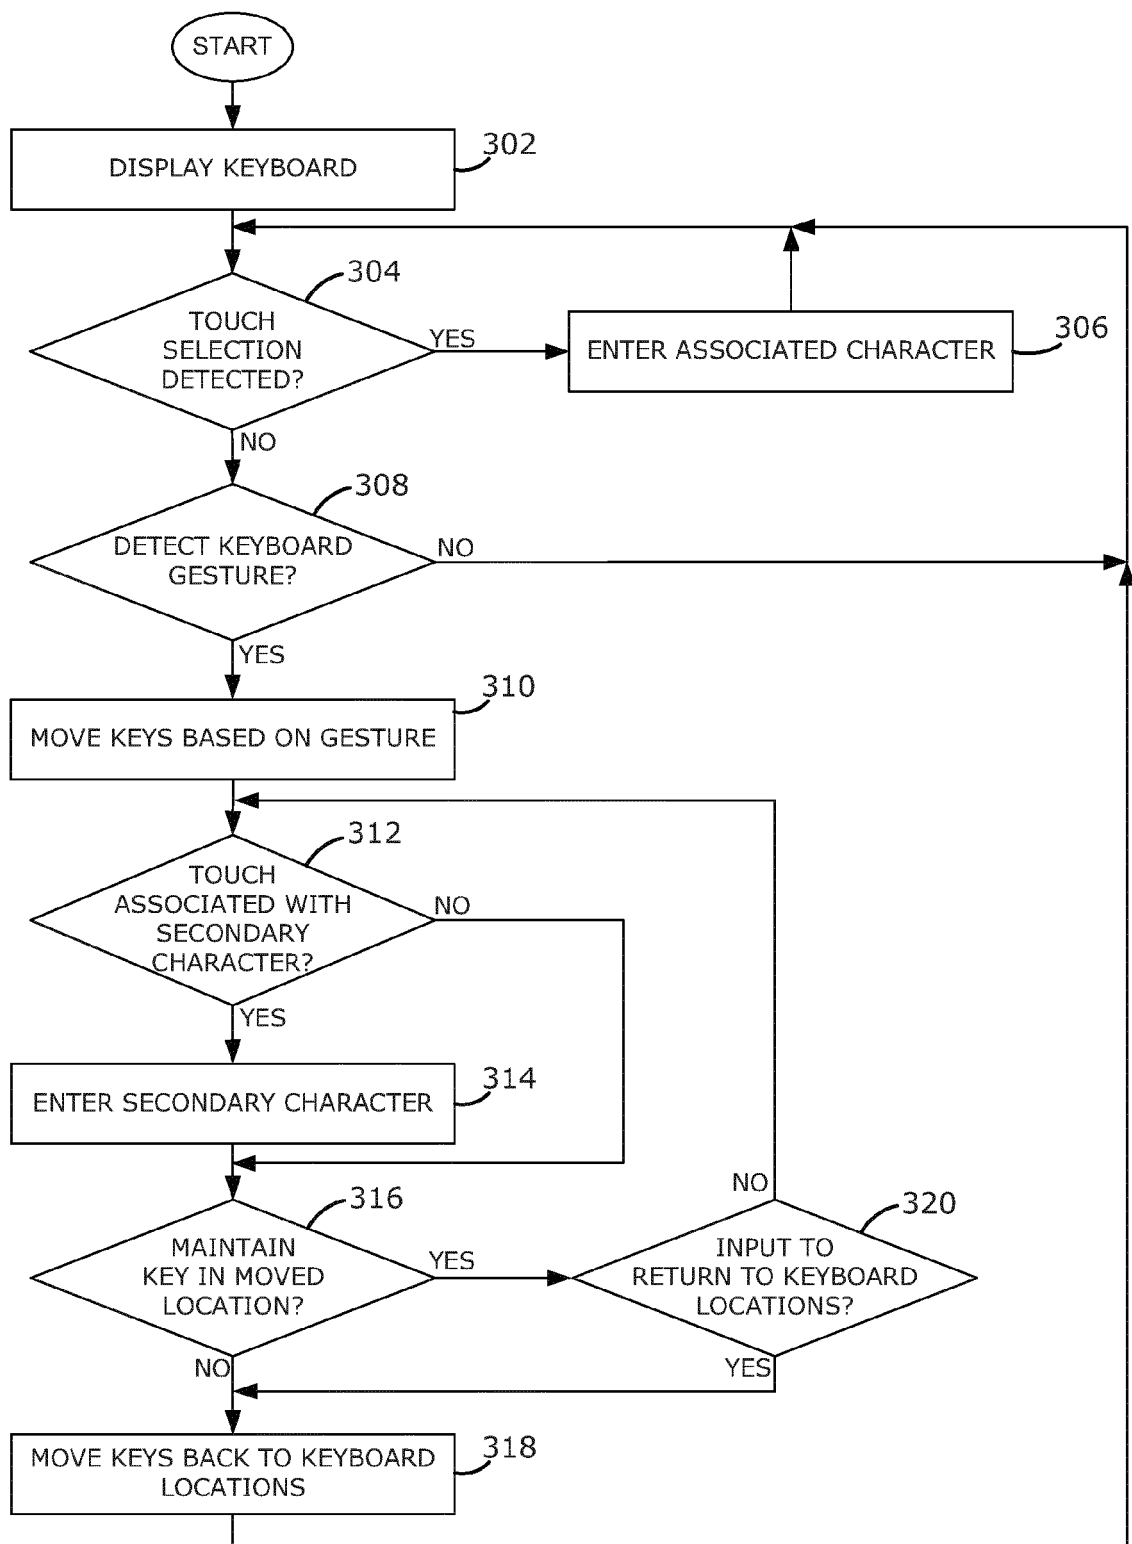 START
302
DISPLAY KEYBOARD
304
TOUCH
SELECTION
DETECTED?
YES
306
ENTER ASSOCIATED CHARACTER
NO
308
DETECT KEYBOARD
GESTURE?
NO
YES
310
MOVE KEYS BASED ON GESTURE
312
TOUCH
ASSOCIATED WITH
SECONDARY
CHARACTER?
NO
YES
314
ENTER SECONDARY CHARACTER
316
MAINTAIN
KEY IN MOVED
LOCATION?
YES
NO
320
INPUT TO
RETURN TO KEYBOARD
LOCATIONS?
NO
YES
318
MOVE KEYS BACK TO KEYBOARD
LOCATIONS